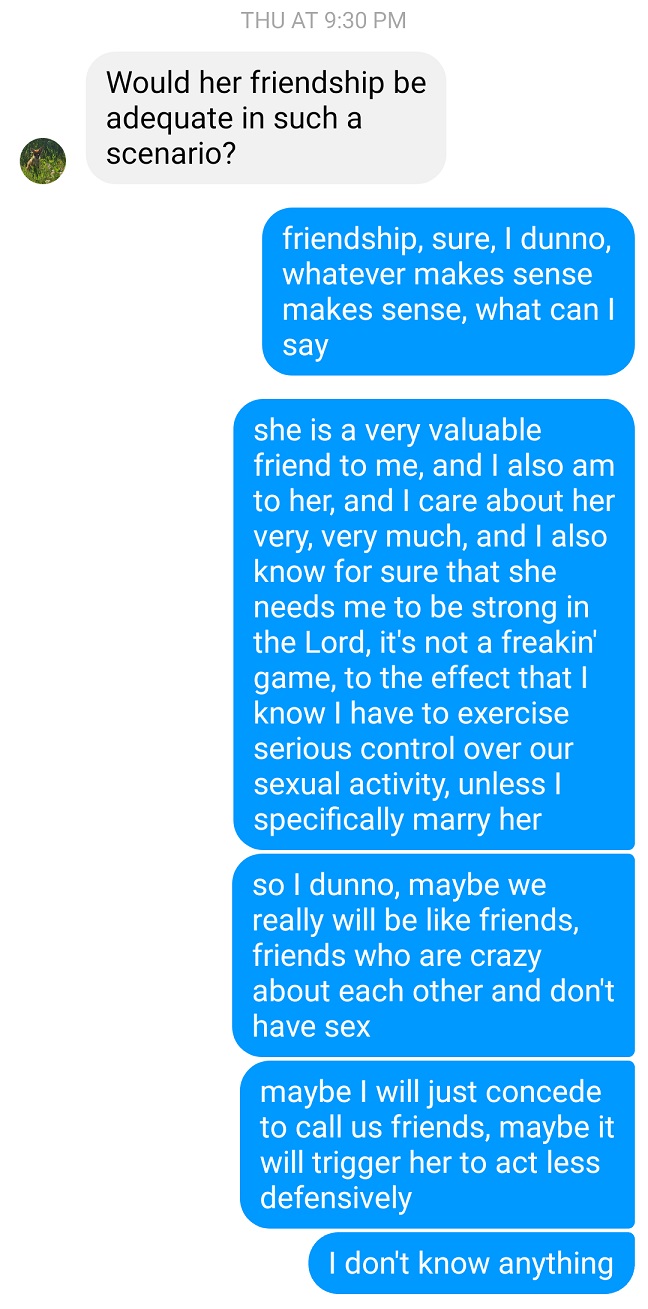 THU AT 9:30 PM
Would her friendship be
adequate in such a
scenario?
friendship, sure, I dunno,
whatever makes sense
makes sense, what can I
say
she is a very valuable
friend to me, and I also am
to her, and I care about her
very, very much, and I also
know for sure that she
needs me to be strong in
the Lord, it's not a freakin'
game, to the effect that I
know I have to exercise
serious control over our
sexual activity, unless I
specifically marry her
so I dunno, maybe we
really will be like friends,
friends who are crazy
about each other and don't
have sex
maybe I will just concede
to call us friends, maybe it
will trigger her to act less
defensively
I don't know anything